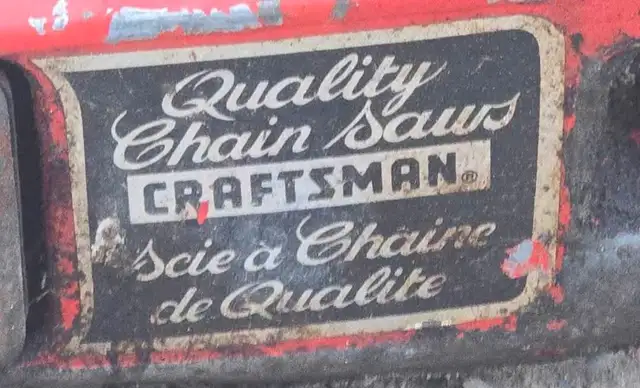 Quality
Chain Saws
CRAFTSMAN®
Scie à Chaine
de Qualite